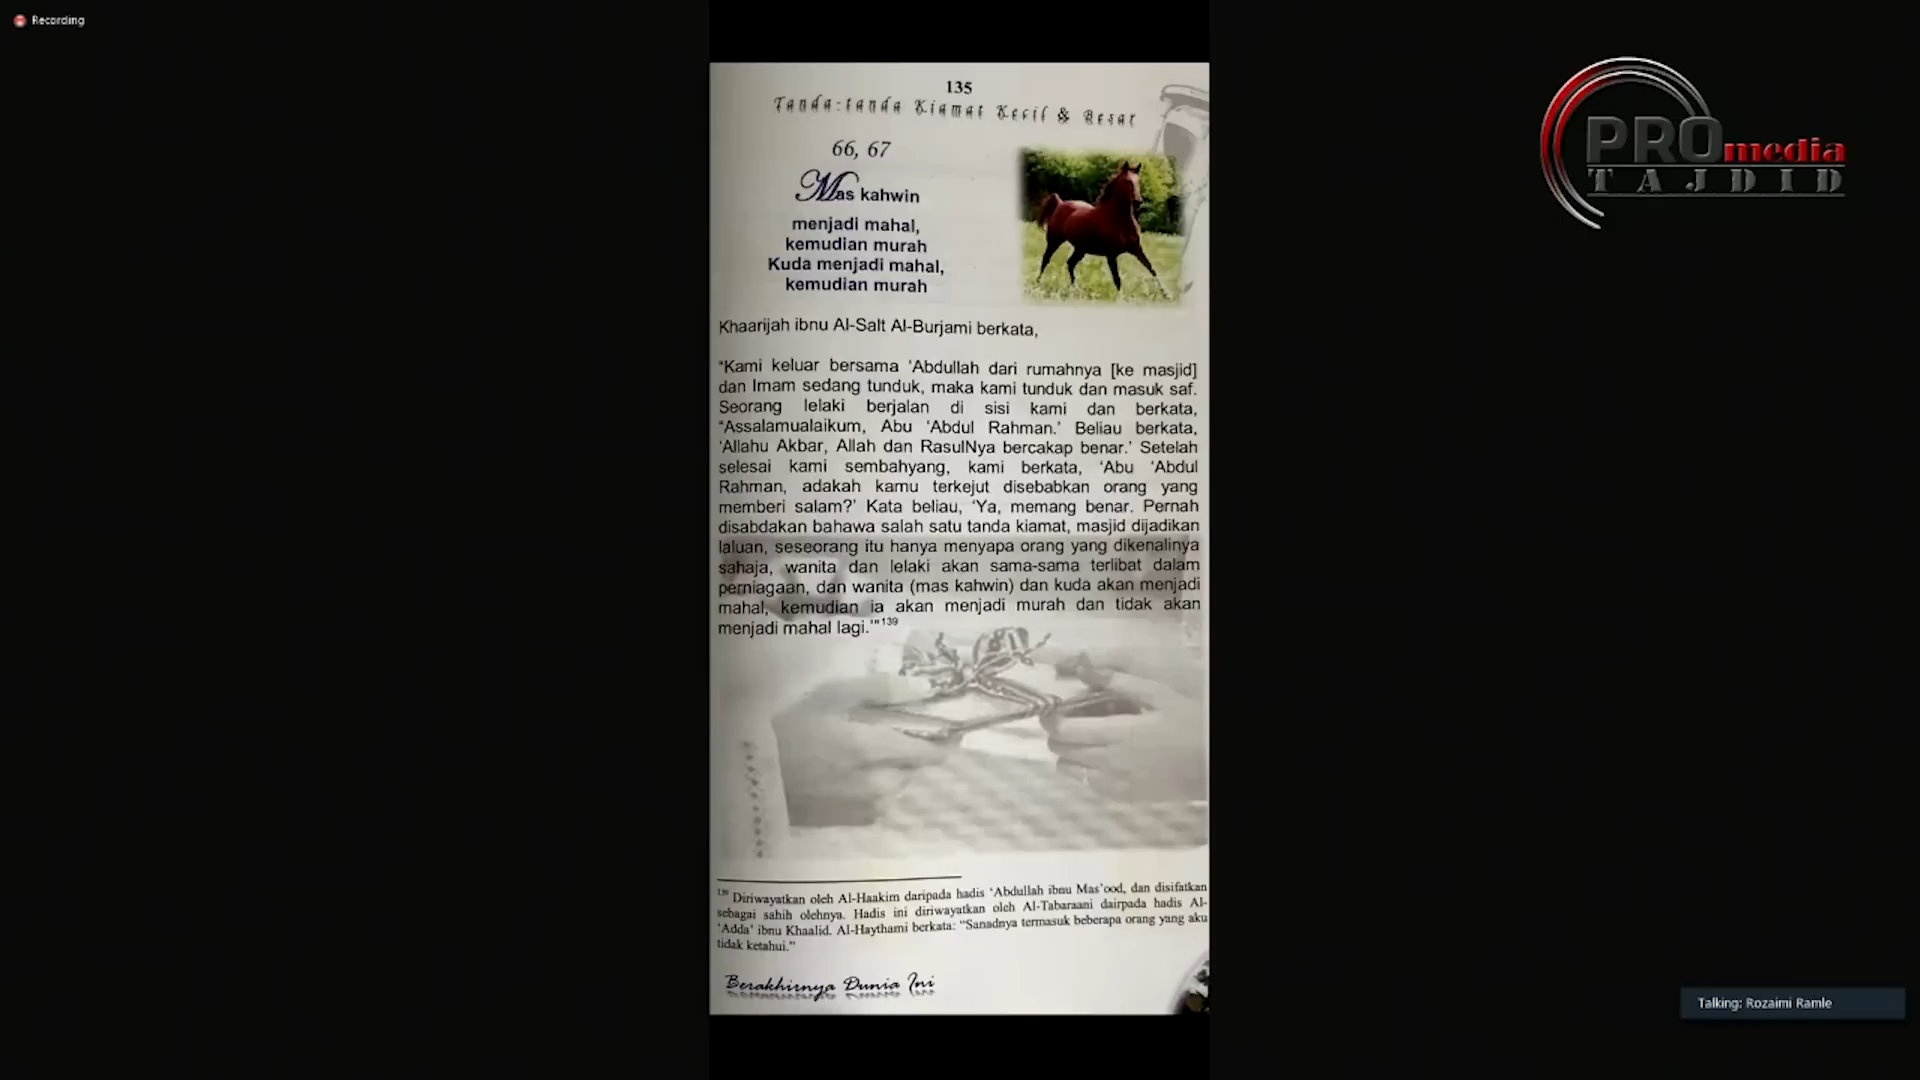 Recording
PROmedia
TAJDID
135
Tanda-tanda Kiamat Kecil & Besar
66, 67
Mas kahwin
menjadi mahal,
kemudian murah
Kuda menjadi mahal,
kemudian murah
Khaarijah ibnu Al-Salt Al-Burjami berkata,
“Kami keluar bersama ‘Abdullah dari rumahnya [ke masjid]
dan Imam sedang tunduk, maka kami tunduk dan masuk saf.
Seorang lelaki berjalan di sisi kami dan berkata,
“Assalamualaikum, Abu ‘Abdul Rahman.’ Beliau berkata,
‘Allahu Akbar, Allah dan RasulNya bercakap benar.’ Setelah
selesai kami sembahyang, kami berkata, ‘Abu ‘Abdul
Rahman, adakah kamu terkejut disebabkan orang yang
memberi salam?’ Kata beliau, ‘Ya, memang benar. Pernah
disabdakan bahawa salah satu tanda kiamat, masjid dijadikan
laluan, seseorang itu hanya menyapa orang yang dikenalinya
sahaja, wanita dan lelaki akan sama-sama terlibat dalam
perniagaan, dan wanita (mas kahwin) dan kuda akan menjadi
mahal, kemudian ia akan menjadi murah dan tidak akan
menjadi mahal lagi.’”139
139 Diriwayatkan oleh Al-Haakim daripada hadis ‘Abdullah ibnu Mas’ood, dan disifatkan
sebagai sahih olehnya. Hadis ini diriwayatkan oleh Al-Tabaraani dairpada hadis Al-
‘Adda’ ibnu Khaalid. Al-Haythami berkata: “Sanadnya termasuk beberapa orang yang aku
tidak ketahui.”
Berakhirnya Dunia Ini
Talking: Rozaimi Ramle